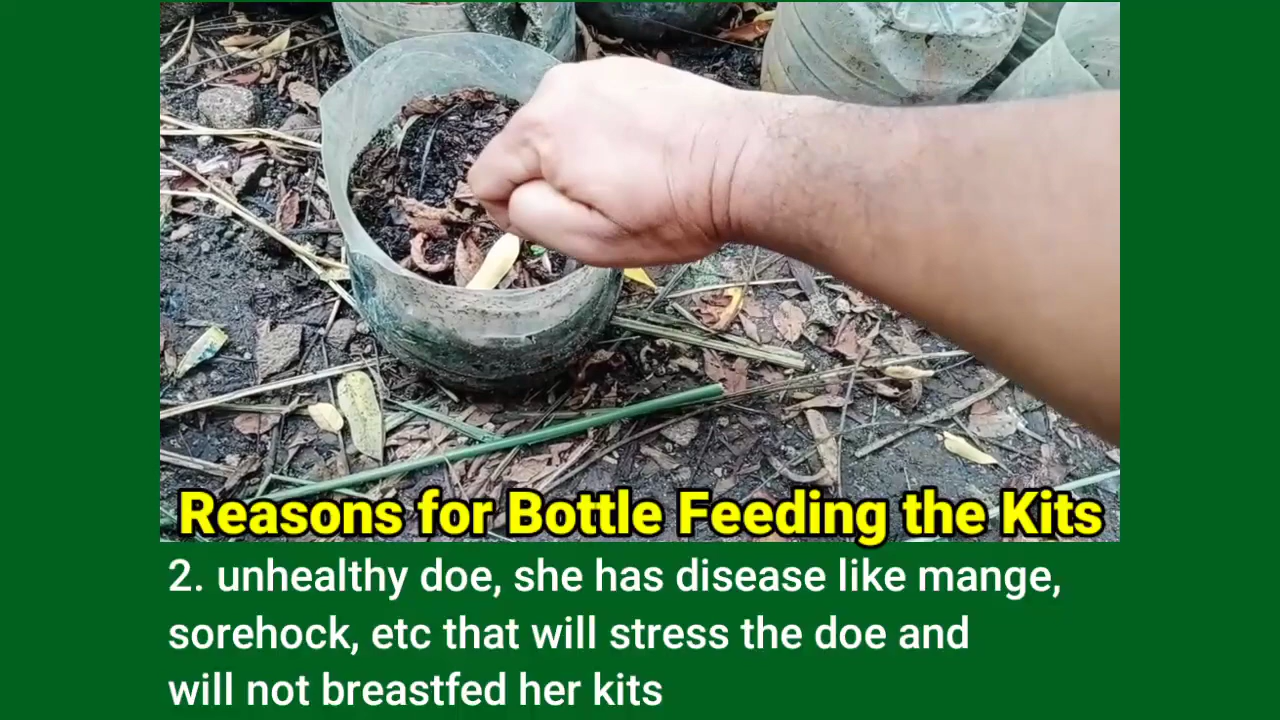 Reasons for Bottle Feeding the Kits
2. unhealthy doe, she has disease like mange,
sorehock, etc that will stress the doe and
will not breastfed her kits